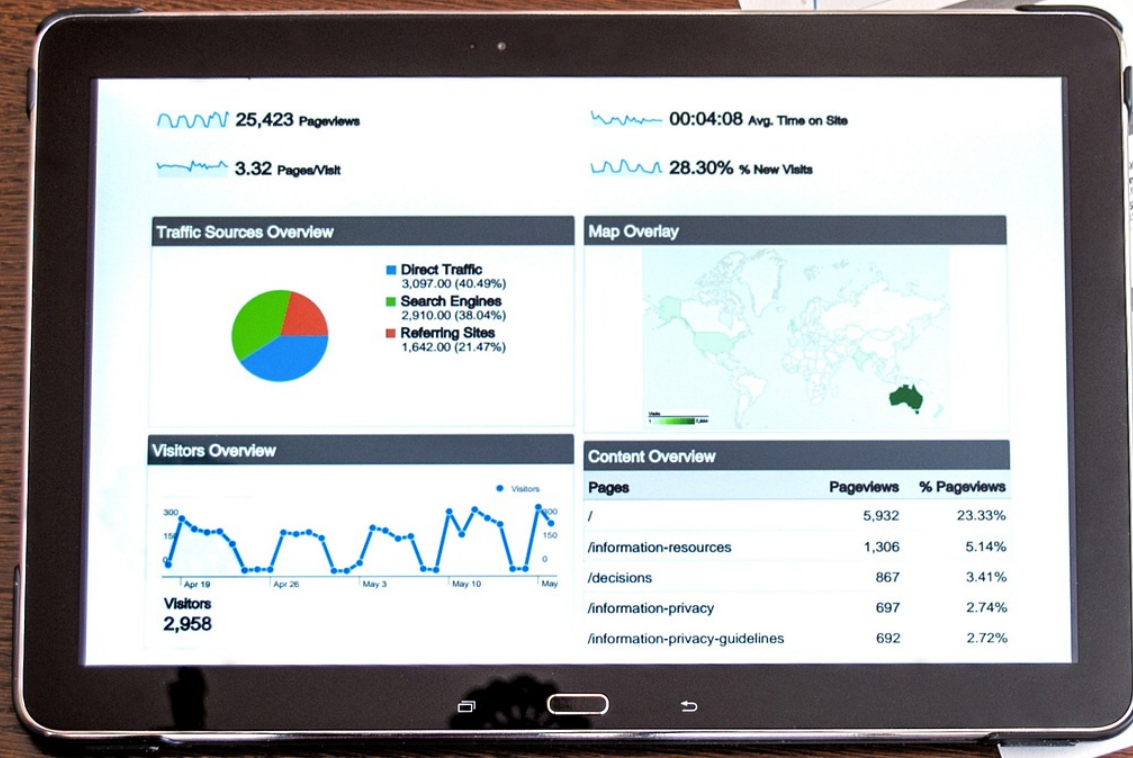 25,423 Pageviews
00:04:08 Avg. Time on Site
3.32 Pages/Visit
28.30% % New Visits
Traffic Sources Overview
Direct Traffic
3,097.00 (40.49%)
Search Engines
2,910.00 (38.04%)
Referring Sites
1,642.00 (21.47%)
Map Overlay
Visits
1
Visitors Overview
Visitors
300
150
0
300
150
0
Apr 19
Apr 26
May 3
May 10
May
Visitors
2,958
Content Overview
Pages Pageviews % Pageviews
/ 5,932 23.33%
/information-resources 1,306 5.14%
/decisions 867 3.41%
/information-privacy 697 2.74%
/information-privacy-guidelines 692 2.72%